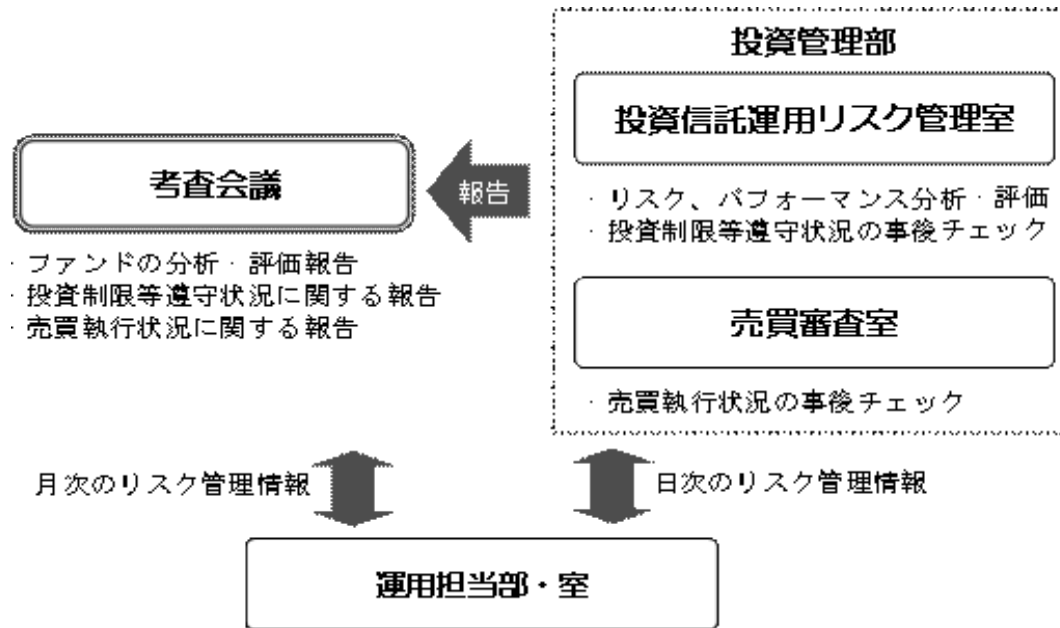 投資管理部
投資信託運用リスク管理室
・リスク、パフォーマンス分析・評価
・投資制限等遵守状況の事後チェック
売買審査室
・売買執行状況の事後チェック
報告
考査会議
・ファンドの分析・評価報告
・投資制限等遵守状況に関する報告
・売買執行状況に関する報告
月次のリスク管理情報
日次のリスク管理情報
運用担当部・室